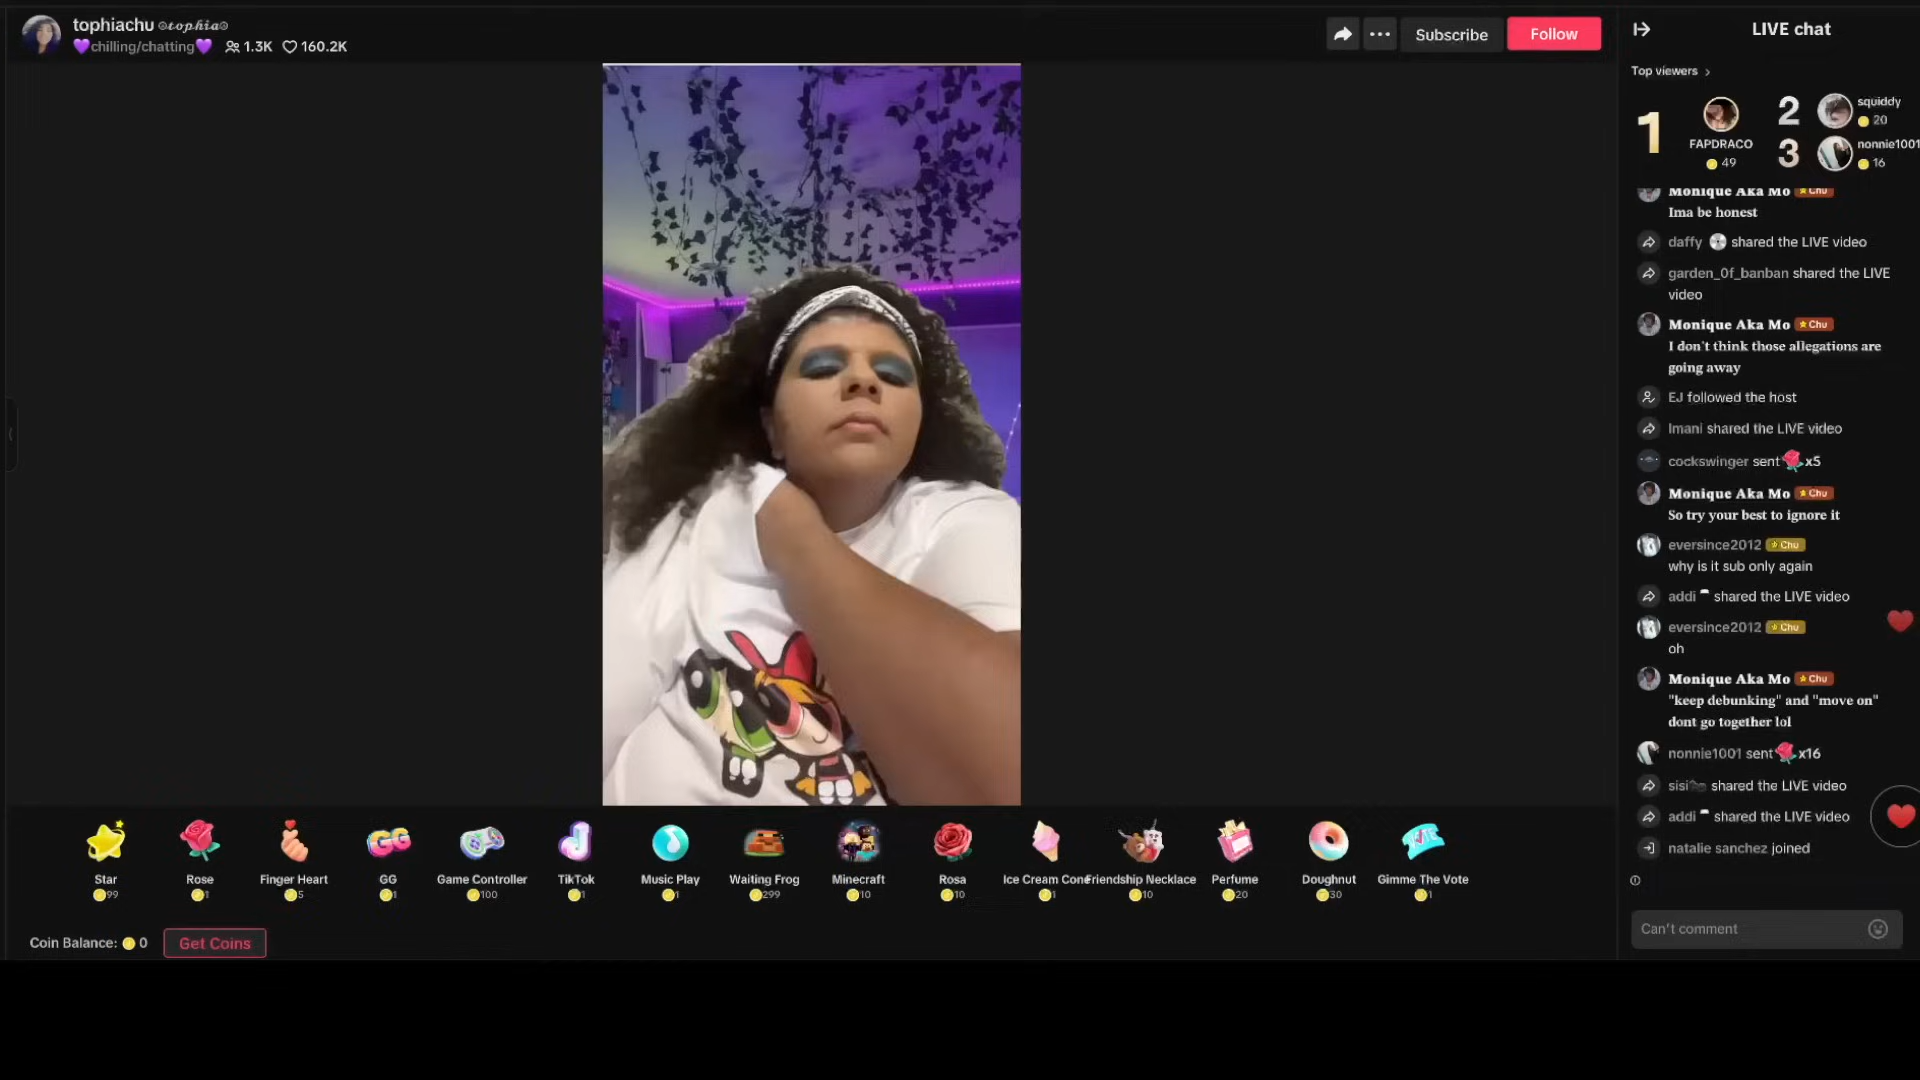 tophiachu ☮𝓽𝓸𝓹𝓱𝓲𝓪☮
💜chilling/chatting💜 1.3K 160.2K
Subscribe
Follow
LIVE chat
Top viewers >
1
FAPDRACO
49
2
squiddy
20
3
nonnie1001
16
Monique Aka Mo Chu
Ima be honest
daffy shared the LIVE video
garden_0f_banban shared the LIVE
video
Monique Aka Mo Chu
I don't think those allegations are
going away
EJ followed the host
Imani shared the LIVE video
cockswinger sent🌹x5
Monique Aka Mo Chu
So try your best to ignore it
eversince2012 Chu
why is it sub only again
addi shared the LIVE video
eversince2012 Chu
oh
Monique Aka Mo Chu
"keep debunking" and "move on"
dont go together lol
nonnie1001 sent🌹x16
sisi shared the LIVE video
addi shared the LIVE video
natalie sanchez joined
Can't comment
GG
Star
99
Rose
1
Finger Heart
5
GG
1
Game Controller
100
TikTok
1
Music Play
1
Waiting Frog
299
Minecraft
10
Rosa
10
Ice Cream Cone
1
Friendship Necklace
10
Perfume
20
Doughnut
30
Gimme The Vote
1
Coin Balance: 0
Get Coins